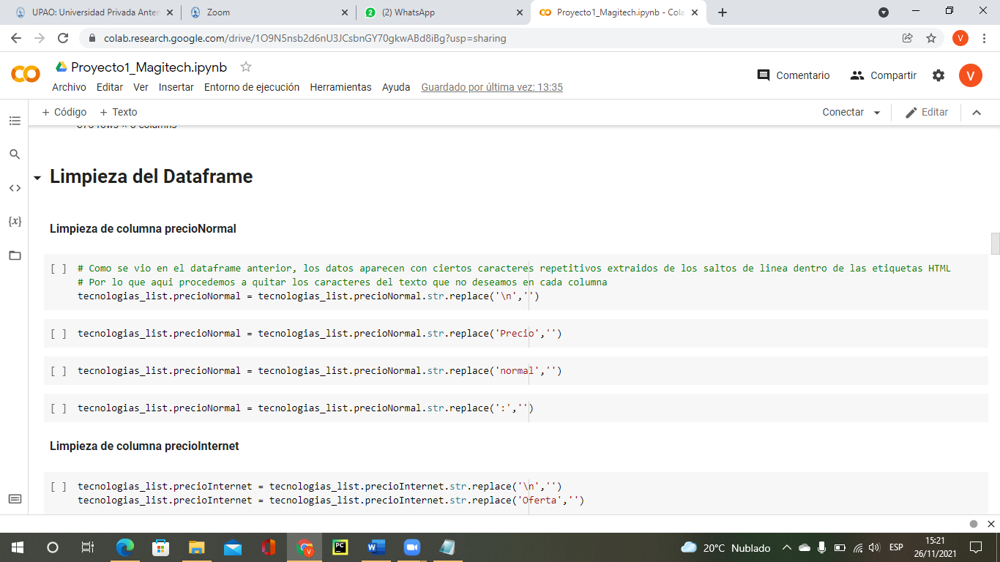 UPAO: Universidad Privada Anten
Zoom
(2) WhatsApp
Proyecto1_Magitech.ipynb - Cola
colab.research.google.com/drive/1O9N5nsb2d6nU3JCsbnGY70gkwABd8iBg?usp=sharing
V
Proyecto1_Magitech.ipynb
Comentario
Compartir
V
Archivo Editar Ver Insertar Entorno de ejecución Herramientas Ayuda Guardado por última vez: 13:35
+ Código + Texto
Conectar
Editar
rows × columns
Limpieza del Dataframe
Limpieza de columna precioNormal
[ ] # Como se vio en el dataframe anterior, los datos aparecen con ciertos caracteres repetitivos extraidos de los saltos de linea dentro de las etiquetas HTML
# Por lo que aqui procedemos a quitar los caracteres del texto que no deseamos en cada columna
tecnologias_list.precioNormal = tecnologias_list.precioNormal.str.replace('\n','')
[ ] tecnologias_list.precioNormal = tecnologias_list.precioNormal.str.replace('Precio','')
[ ] tecnologias_list.precioNormal = tecnologias_list.precioNormal.str.replace('normal','')
[ ] tecnologias_list.precioNormal = tecnologias_list.precioNormal.str.replace(':','')
Limpieza de columna precioInternet
[ ] tecnologias_list.precioInternet = tecnologias_list.precioInternet.str.replace('\n','')
tecnologias_list.precioInternet = tecnologias_list.precioInternet.str.replace('Oferta','')
20°C Nublado
ESP
15:21
26/11/2021